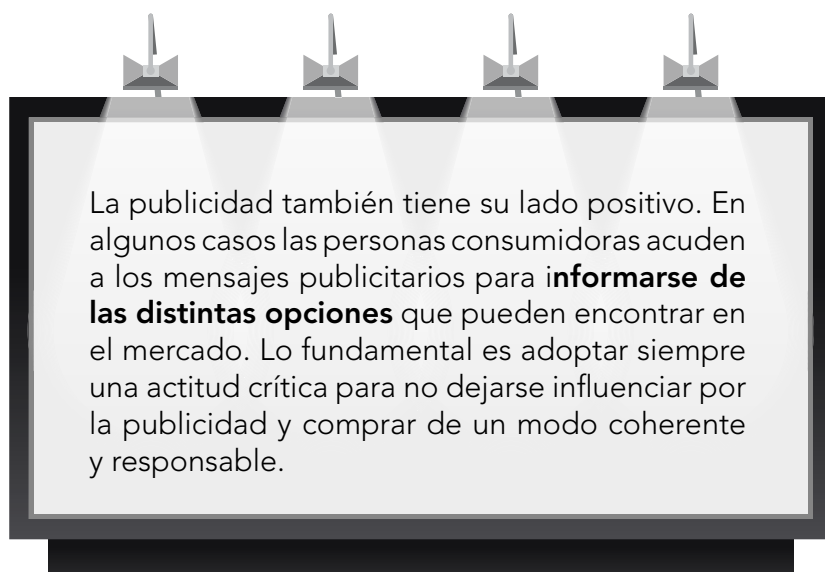 La publicidad también tiene su lado positivo. En
algunos casos las personas consumidoras acuden
a los mensajes publicitarios para informarse de
las distintas opciones que pueden encontrar en
el mercado. Lo fundamental es adoptar siempre
una actitud crítica para no dejarse influenciar por
la publicidad y comprar de un modo coherente
y responsable.